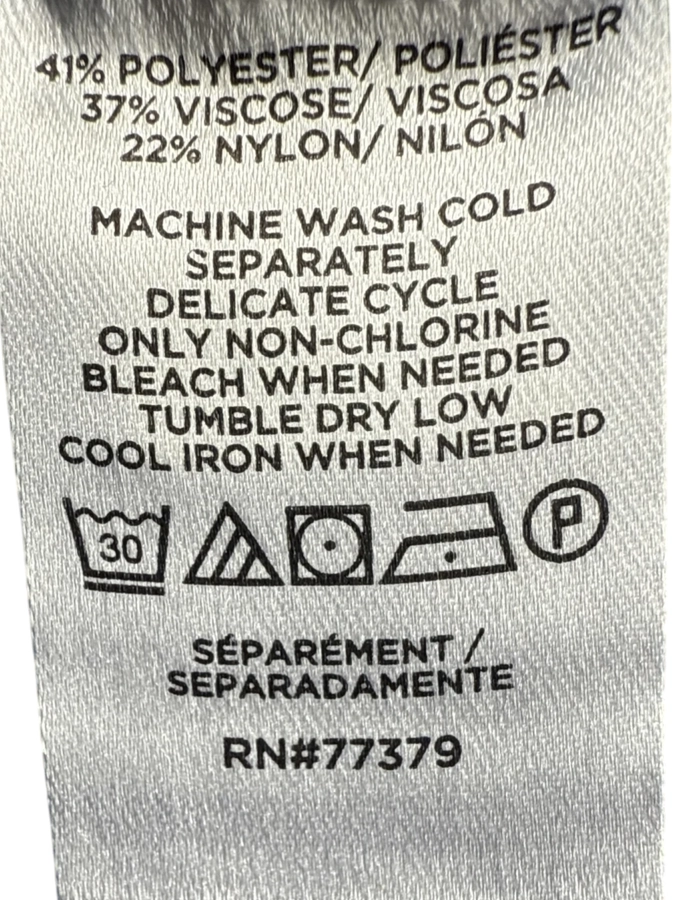 41% POLYESTER/ POLIÉSTER
37% VISCOSE/ VISCOSA
22% NYLON/ NILÓN
MACHINE WASH COLD
SEPARATELY
DELICATE CYCLE
ONLY NON-CHLORINE
BLEACH WHEN NEEDED
TUMBLE DRY LOW
COOL IRON WHEN NEEDED
30 P
SÉPARÉMENT /
SEPARADAMENTE
RN#77379